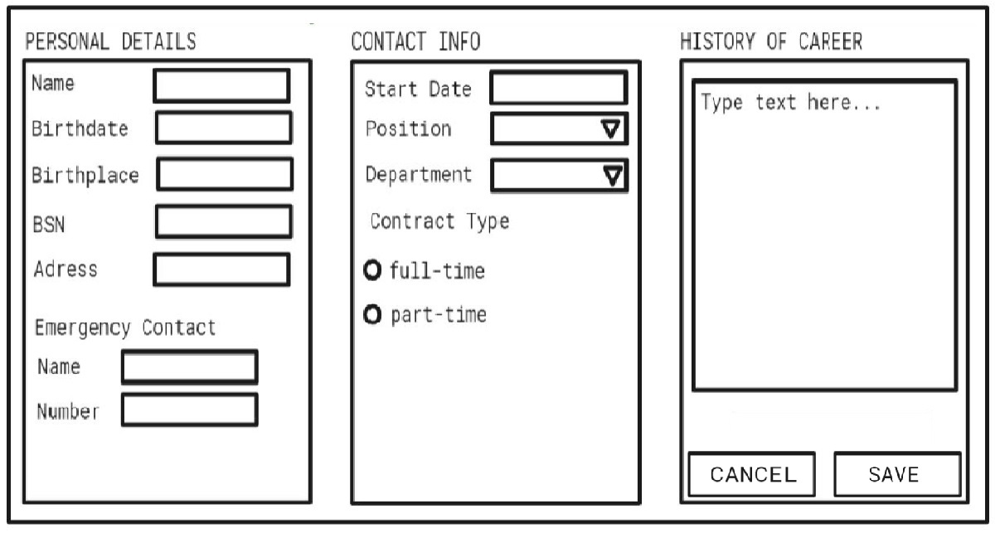 PERSONAL DETAILS
Name
Birthdate
Birthplace
BSN
Adress
Emergency Contact
Name
Number
CONTACT INFO
Start Date
Position
Department
Contract Type
full-time
part-time
HISTORY OF CAREER
Type text here...
CANCEL
SAVE